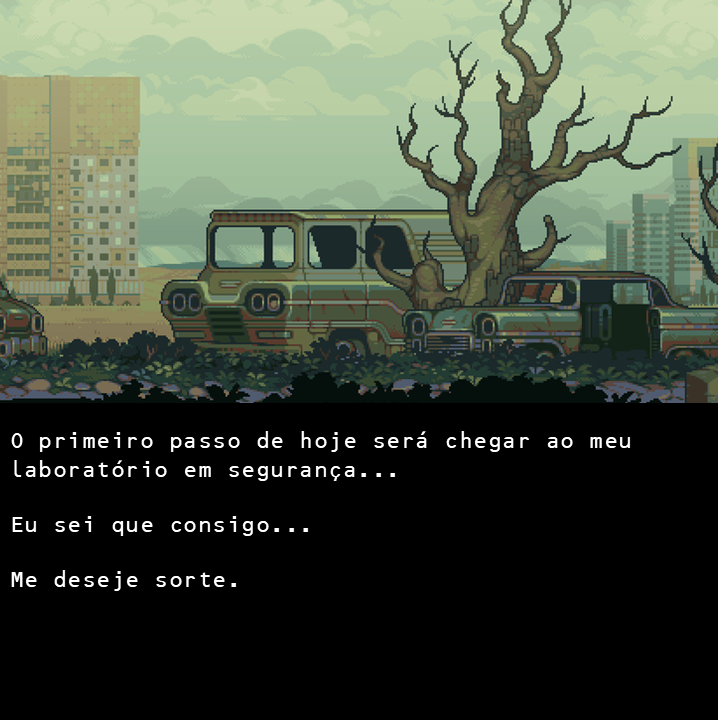 O primeiro passo de hoje será chegar ao meu
laboratório em segurança...
Eu sei que consigo...
Me deseje sorte.